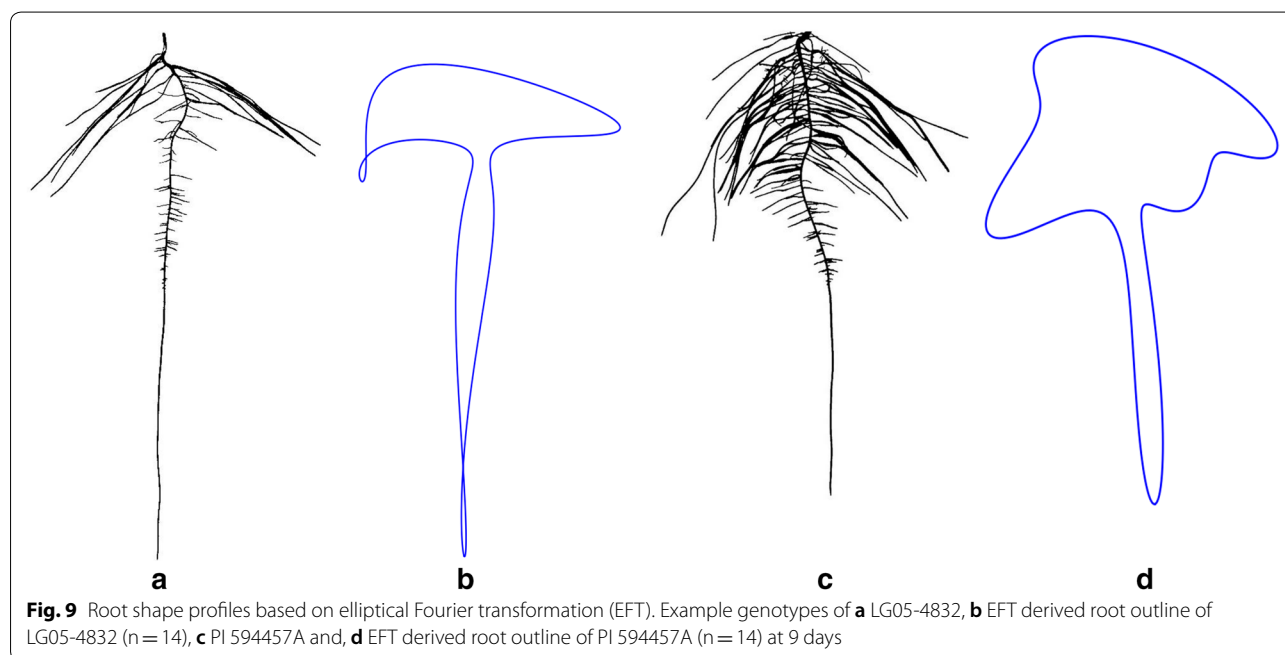 a b c d
Fig. 9 Root shape profiles based on elliptical Fourier transformation (EFT). Example genotypes of a LG05-4832, b EFT derived root outline of
LG05-4832 (n = 14), c PI 594457A and, d EFT derived root outline of PI 594457A (n = 14) at 9 days